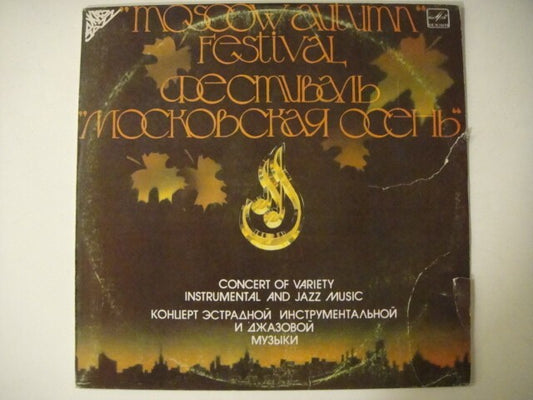 "MOSCOW AUTUMN"
FESTIVAL
ФЕСТИВАЛЬ
"МОСКОВСКАЯ ОСЕНЬ"
CONCERT OF VARIETY
INSTRUMENTAL AND JAZZ MUSIC
КОНЦЕРТ ЭСТРАДНОЙ ИНСТРУМЕНТАЛЬНОЙ
И ДЖАЗОВОЙ
МУЗЫКИ